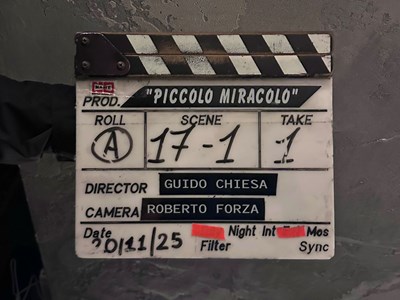 PROD. "PICCOLO MIRACOLO"
ROLL SCENE TAKE
A 17-1 1
DIRECTOR GUIDO CHIESA
CAMERA ROBERTO FORZA
Date Night Int Mos
20/11/25 Filter Sync